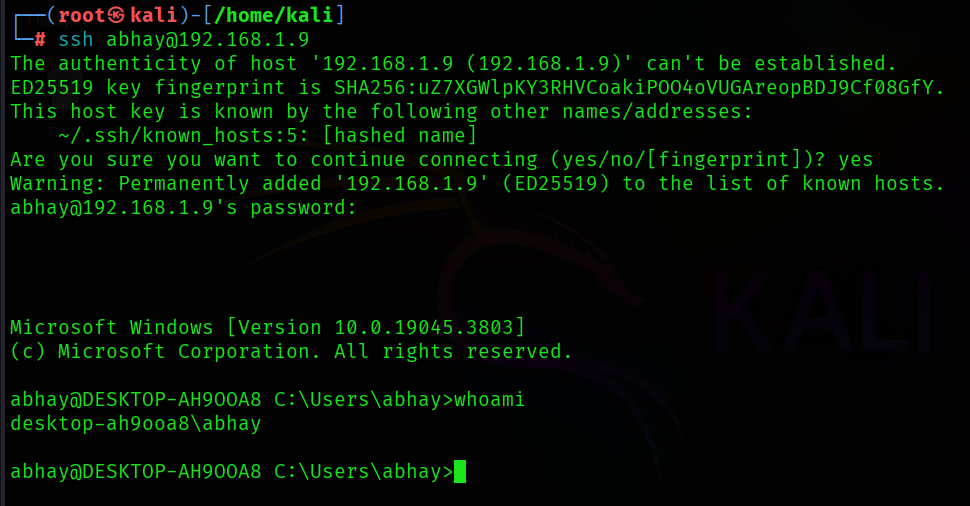 ┌──(root㉿kali)-[/home/kali]
└─# ssh abhay@192.168.1.9
The authenticity of host '192.168.1.9 (192.168.1.9)' can't be established.
ED25519 key fingerprint is SHA256:uZ7XGWlpKY3RHVCoakiPOO4oVUGAreopBDJ9Cf08GfY.
This host key is known by the following other names/addresses:
    ~/.ssh/known_hosts:5: [hashed name]
Are you sure you want to continue connecting (yes/no/[fingerprint])? yes
Warning: Permanently added '192.168.1.9' (ED25519) to the list of known hosts.
abhay@192.168.1.9's password:
KALI
Microsoft Windows [Version 10.0.19045.3803]
(c) Microsoft Corporation. All rights reserved.
abhay@DESKTOP-AH9OOA8 C:\Users\abhay>whoami
desktop-ah9ooa8\abhay
abhay@DESKTOP-AH9OOA8 C:\Users\abhay>